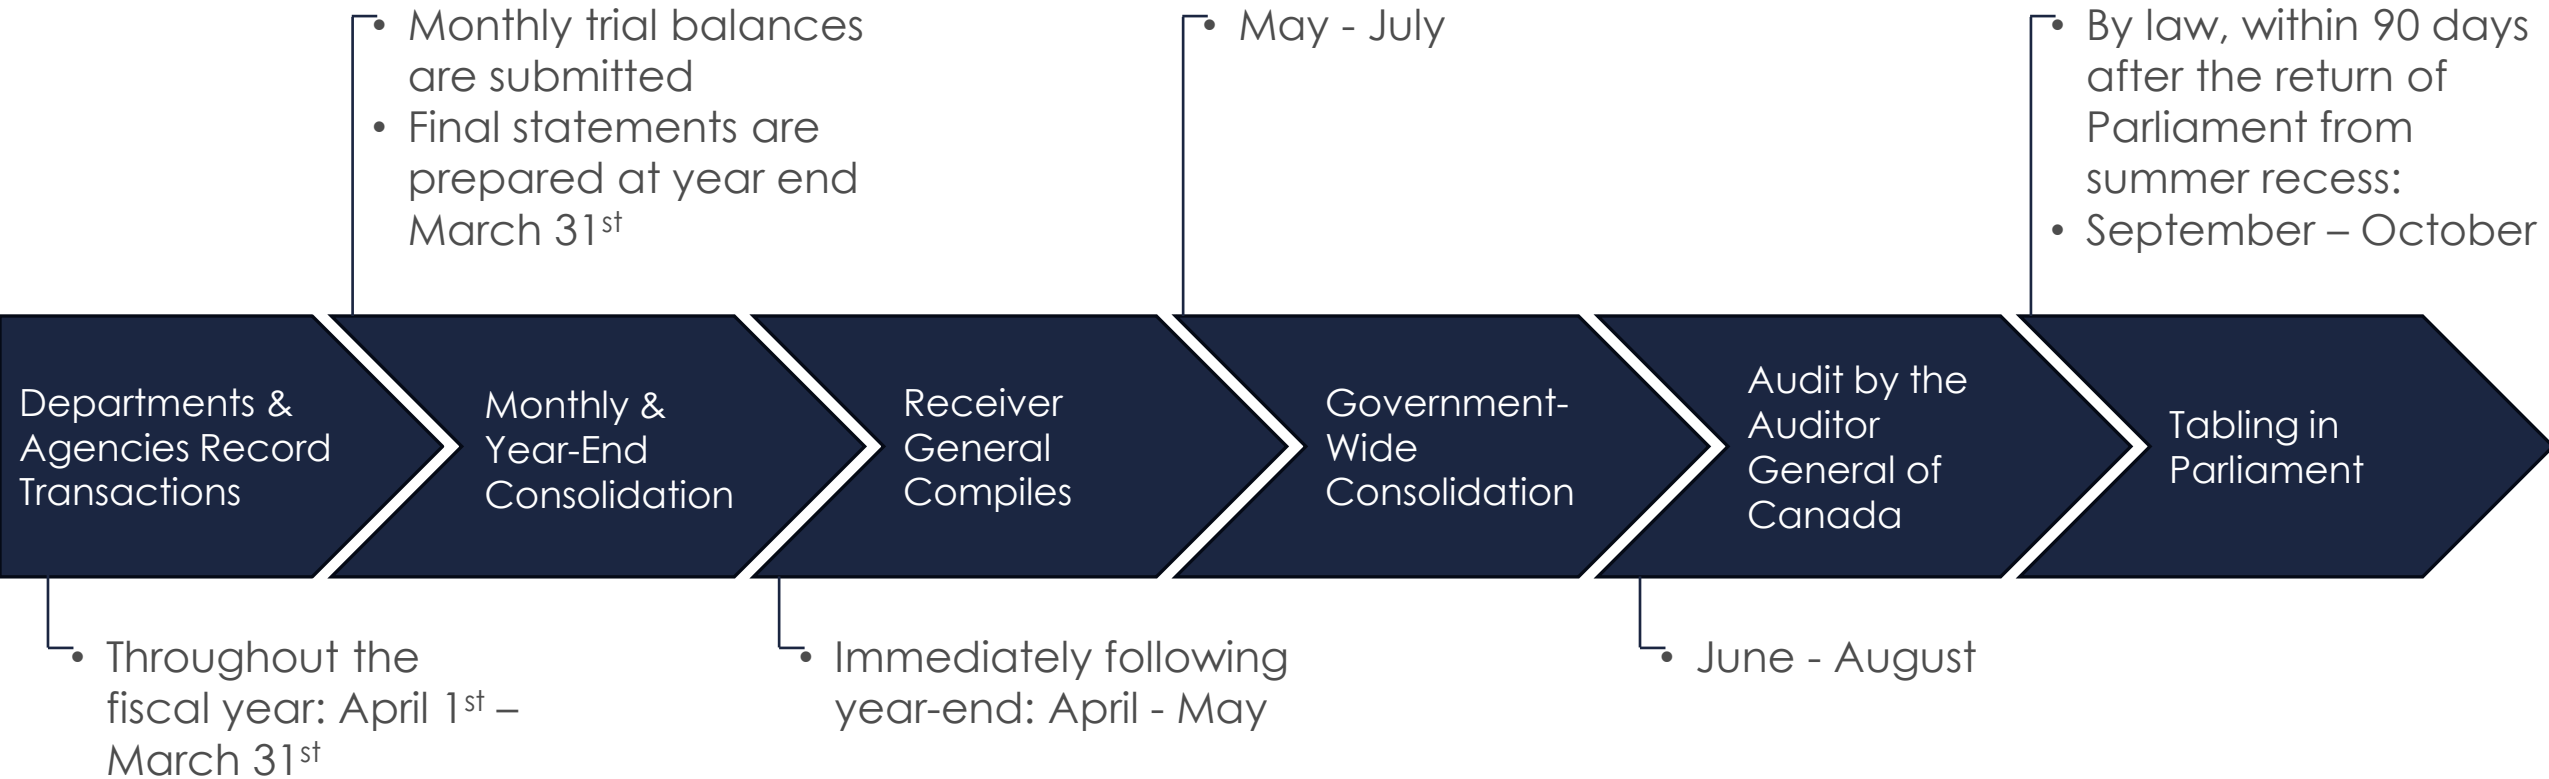 • Monthly trial balances
are submitted
• Final statements are
prepared at year end
March 31st
• May - July
• By law, within 90 days
after the return of
Parliament from
summer recess:
• September – October
Departments &
Agencies Record
Transactions
Monthly &
Year-End
Consolidation
Receiver
General
Compiles
Government-
Wide
Consolidation
Audit by the
Auditor
General of
Canada
Tabling in
Parliament
• Throughout the
fiscal year: April 1st –
March 31st
• Immediately following
year-end: April - May
• June - August